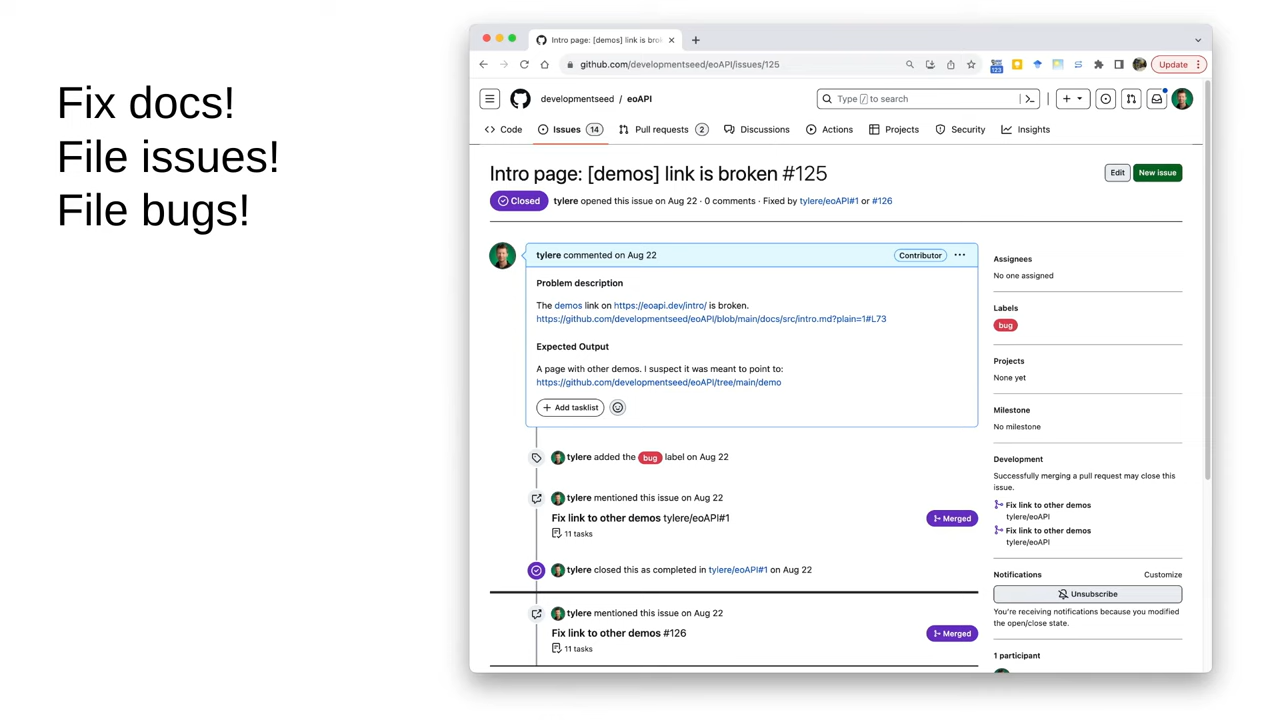 Fix docs!
File issues!
File bugs!
Intro page: [demos] link is brok
github.com/developmentseed/eoAPI/issues/125
123
Update
developmentseed / eoAPI
Type / to search
Code
Issues 14
Pull requests 2
Discussions
Actions
Projects
Security
Insights
Intro page: [demos] link is broken #125
Edit
New issue
Closed
tylere opened this issue on Aug 22 · 0 comments · Fixed by tylere/eoAPI#1 or #126
tylere commented on Aug 22
Contributor
Problem description
The demos link on https://eoapi.dev/intro/ is broken.
https://github.com/developmentseed/eoAPI/blob/main/docs/src/intro.md?plain=1#L73
Expected Output
A page with other demos. I suspect it was meant to point to:
https://github.com/developmentseed/eoAPI/tree/main/demo
Add tasklist
tylere added the bug label on Aug 22
tylere mentioned this issue on Aug 22
Fix link to other demos tylere/eoAPI#1
Merged
11 tasks
tylere closed this as completed in tylere/eoAPI#1 on Aug 22
tylere mentioned this issue on Aug 22
Fix link to other demos #126
Merged
11 tasks
Assignees
No one assigned
Labels
bug
Projects
None yet
Milestone
No milestone
Development
Successfully merging a pull request may close this
issue.
Fix link to other demos
tylere/eoAPI
Fix link to other demos
tylere/eoAPI
Notifications
Customize
Unsubscribe
You're receiving notifications because you modified
the open/close state.
1 participant